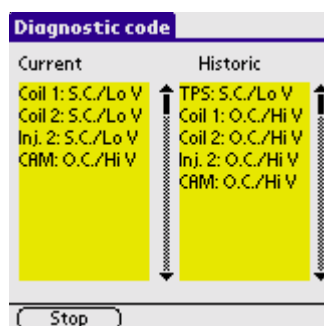 Diagnostic code
Current
Historic
Coil 1: S.C./Lo V
Coil 2: S.C./Lo V
Inj. 2: S.C./Lo V
CAM: O.C./Hi V
TPS: S.C./Lo V
Coil 1: O.C./Hi V
Coil 2: O.C./Hi V
Inj. 2: O.C./Hi V
CAM: O.C./Hi V
Stop